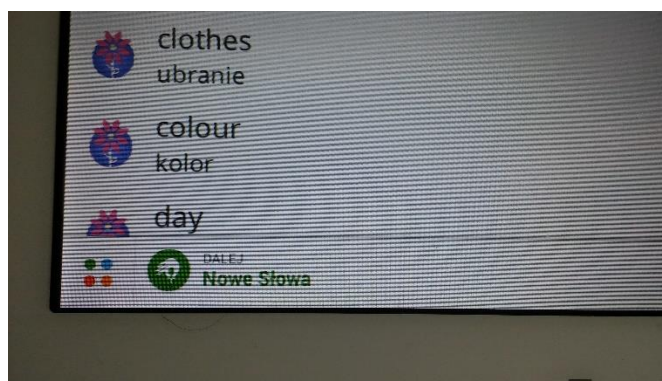 clothes
ubranie
colour
kolor
day
DALEJ
Nowe Słowa